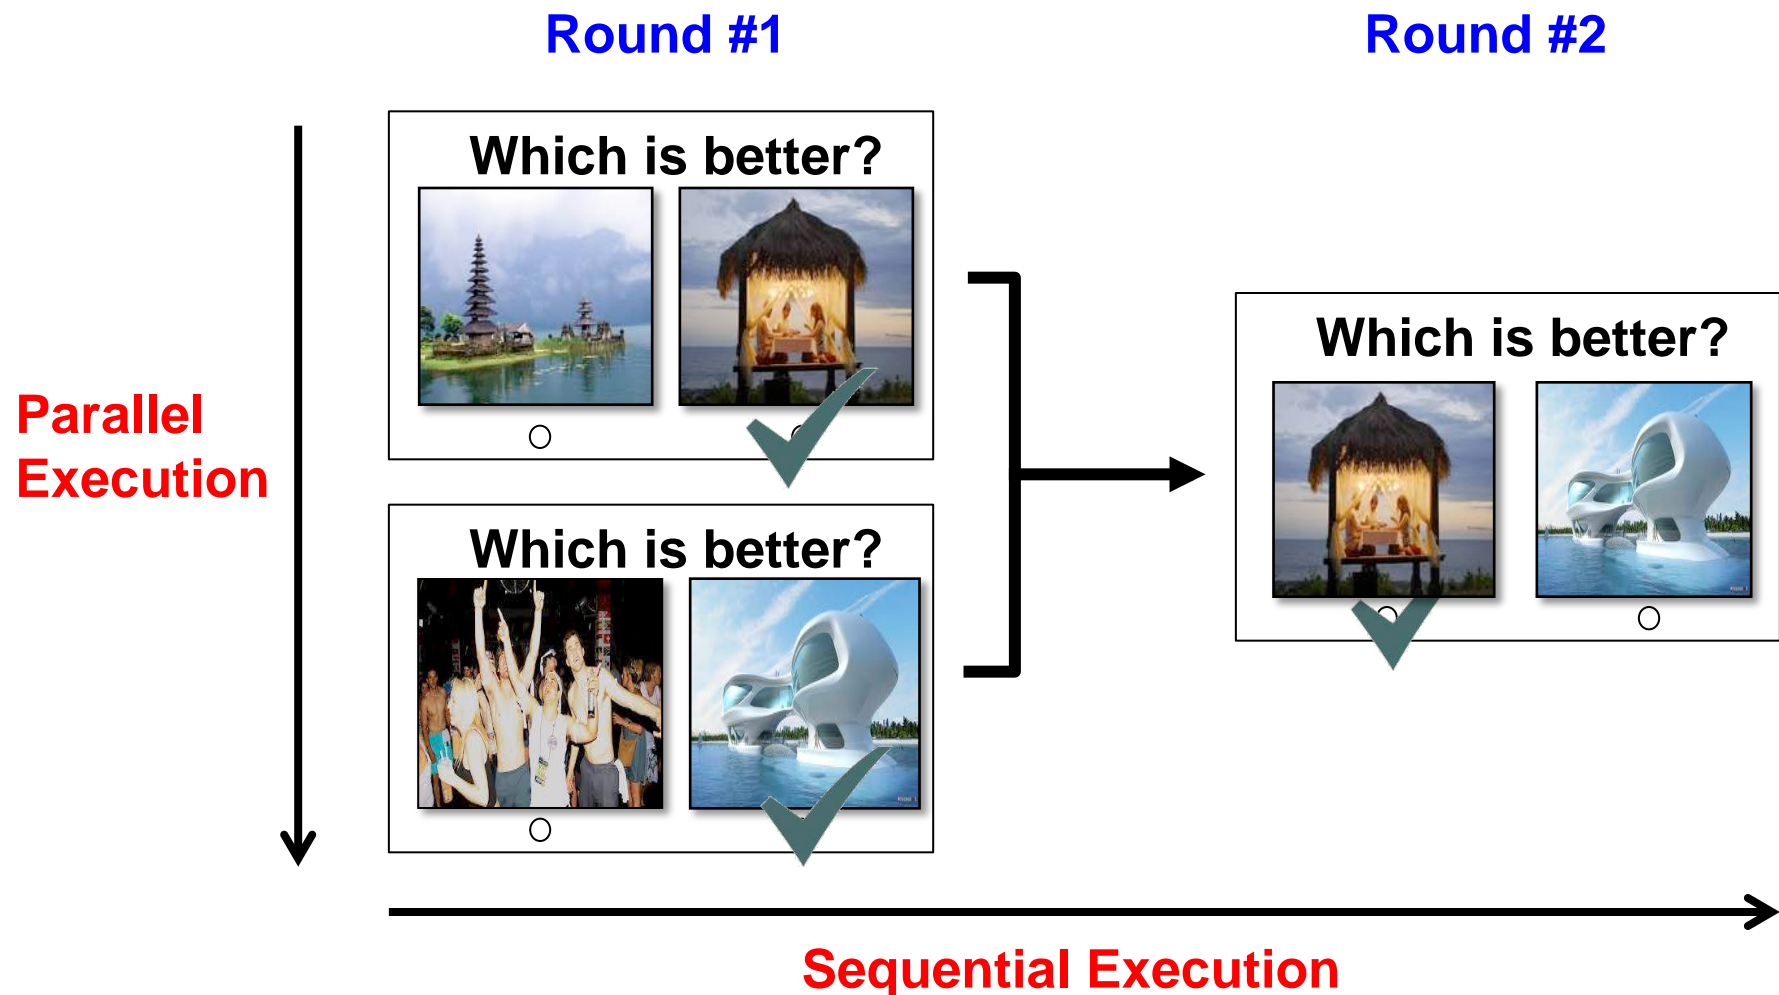 Round #1
Round #2
Which is better?
Which is better?
Parallel
Execution
Which is better?
Sequential Execution